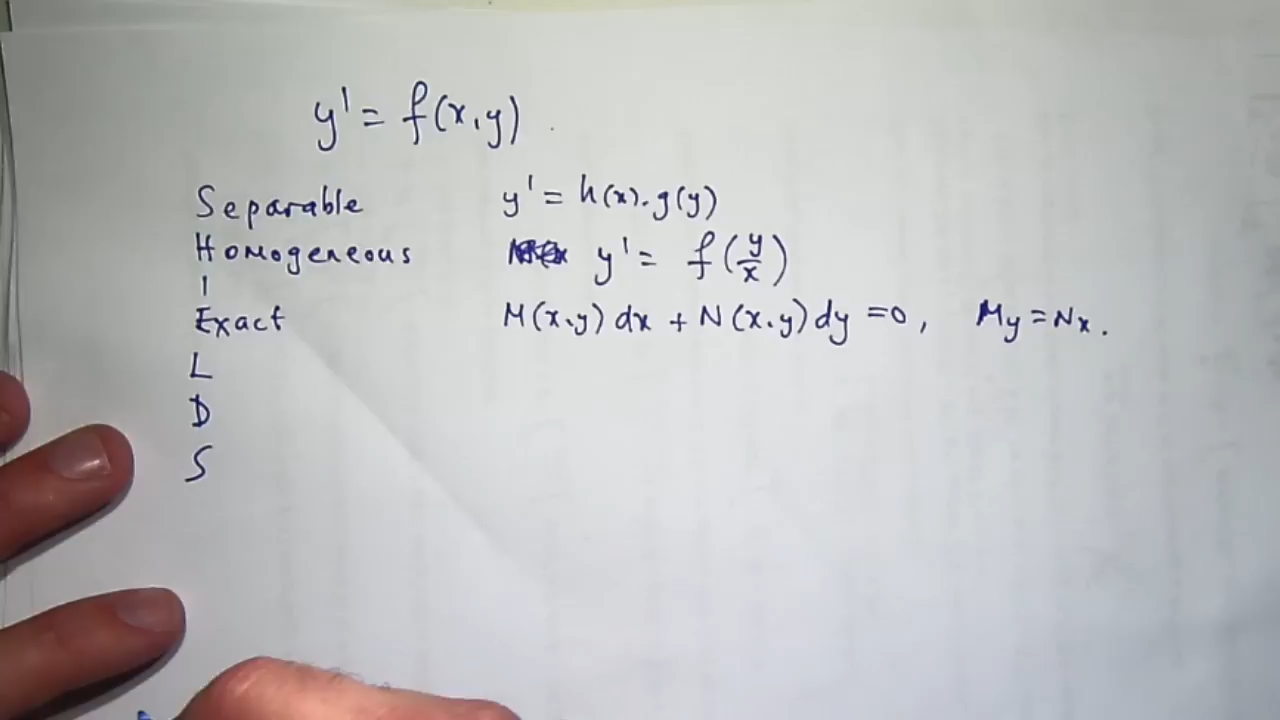 y' = f(x,y).
Separable y' = h(x).g(y)
Homogeneous y' = f(y/x)
I
Exact M(x,y) dx + N(x,y) dy = 0, My = Nx.
L
D
S